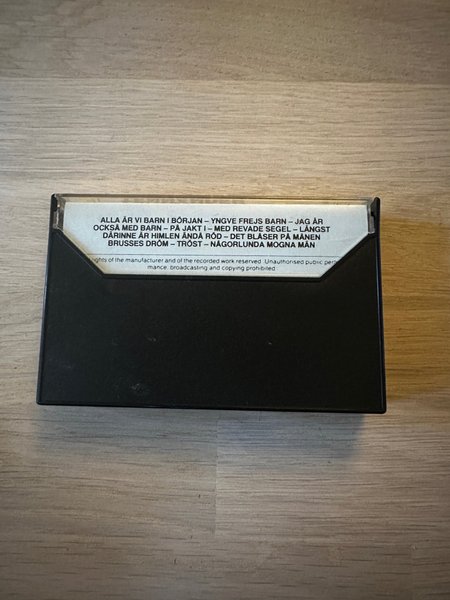 ALLA ÄR VI BARN I BÖRJAN – YNGVE FREJS BARN – JAG ÄR
OCKSÅ MED BARN – PÅ JAKT I – MED REVADE SEGEL – LÄNGST
DÄRINNE ÄR HIMLEN ÄNDÅ RÖD – DET BLÅSER PÅ MÅNEN
BRUSSES DRÖM – TRÖST – NÅGORLUNDA MOGNA MÄN
ghts of the manufacturer and of the recorded work reserved. Unauthorised public perf
mance, broadcasting and copying prohibited